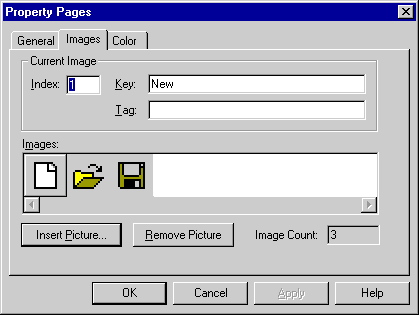 Property Pages
General Images Color
Current Image
Index: 1 Key: New
Tag:
Images:
Insert Picture... Remove Picture Image Count: 3
OK Cancel Apply Help